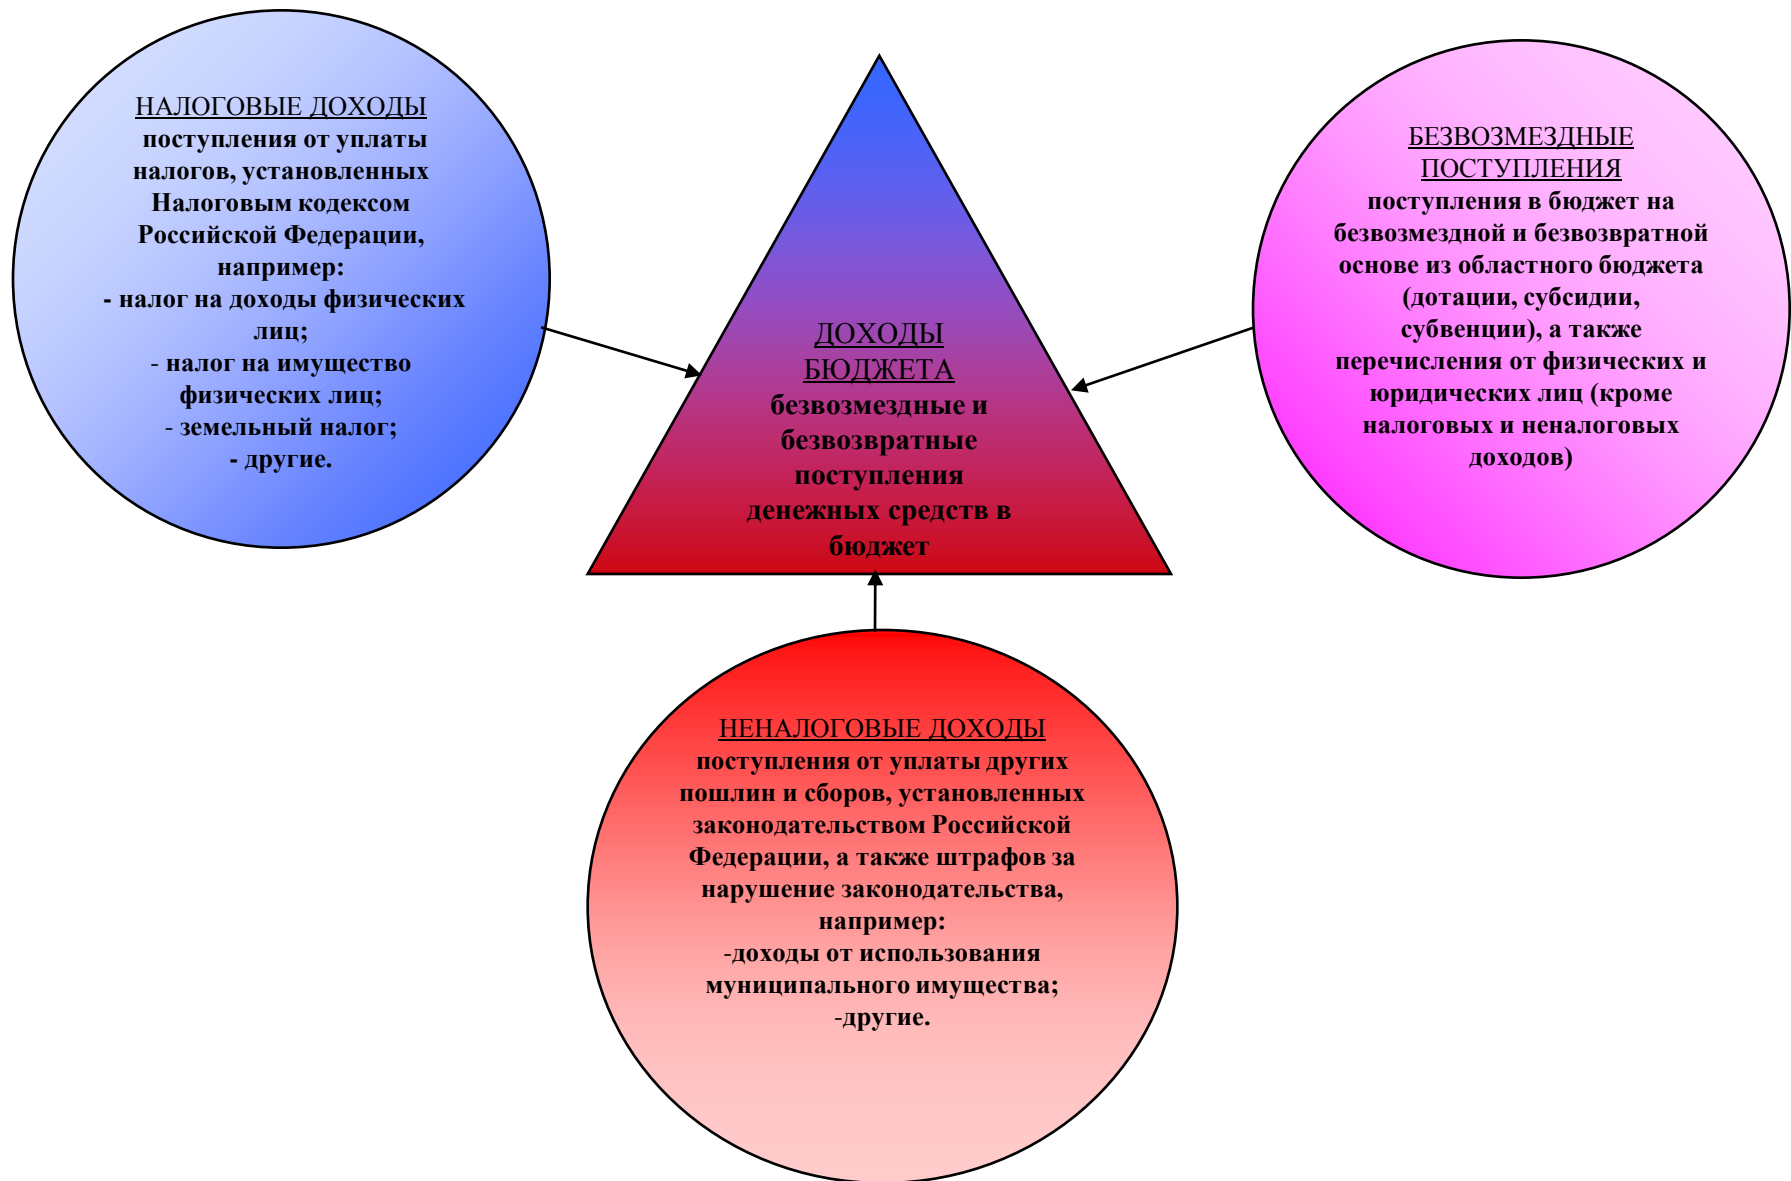 НАЛОГОВЫЕ ДОХОДЫ
поступления от уплаты
налогов, установленных
Налоговым кодексом
Российской Федерации,
например:
- налог на доходы физических
лиц;
- налог на имущество
физических лиц;
- земельный налог;
- другие.
ДОХОДЫ
БЮДЖЕТА
безвозмездные и
безвозвратные
поступления
денежных средств в
бюджет
БЕЗВОЗМЕЗДНЫЕ
ПОСТУПЛЕНИЯ
поступления в бюджет на
безвозмездной и безвозвратной
основе из областного бюджета
(дотации, субсидии,
субвенции), а также
перечисления от физических и
юридических лиц (кроме
налоговых и неналоговых
доходов)
НЕНАЛОГОВЫЕ ДОХОДЫ
поступления от уплаты других
пошлин и сборов, установленных
законодательством Российской
Федерации, а также штрафов за
нарушение законодательства,
например:
-доходы от использования
муниципального имущества;
-другие.